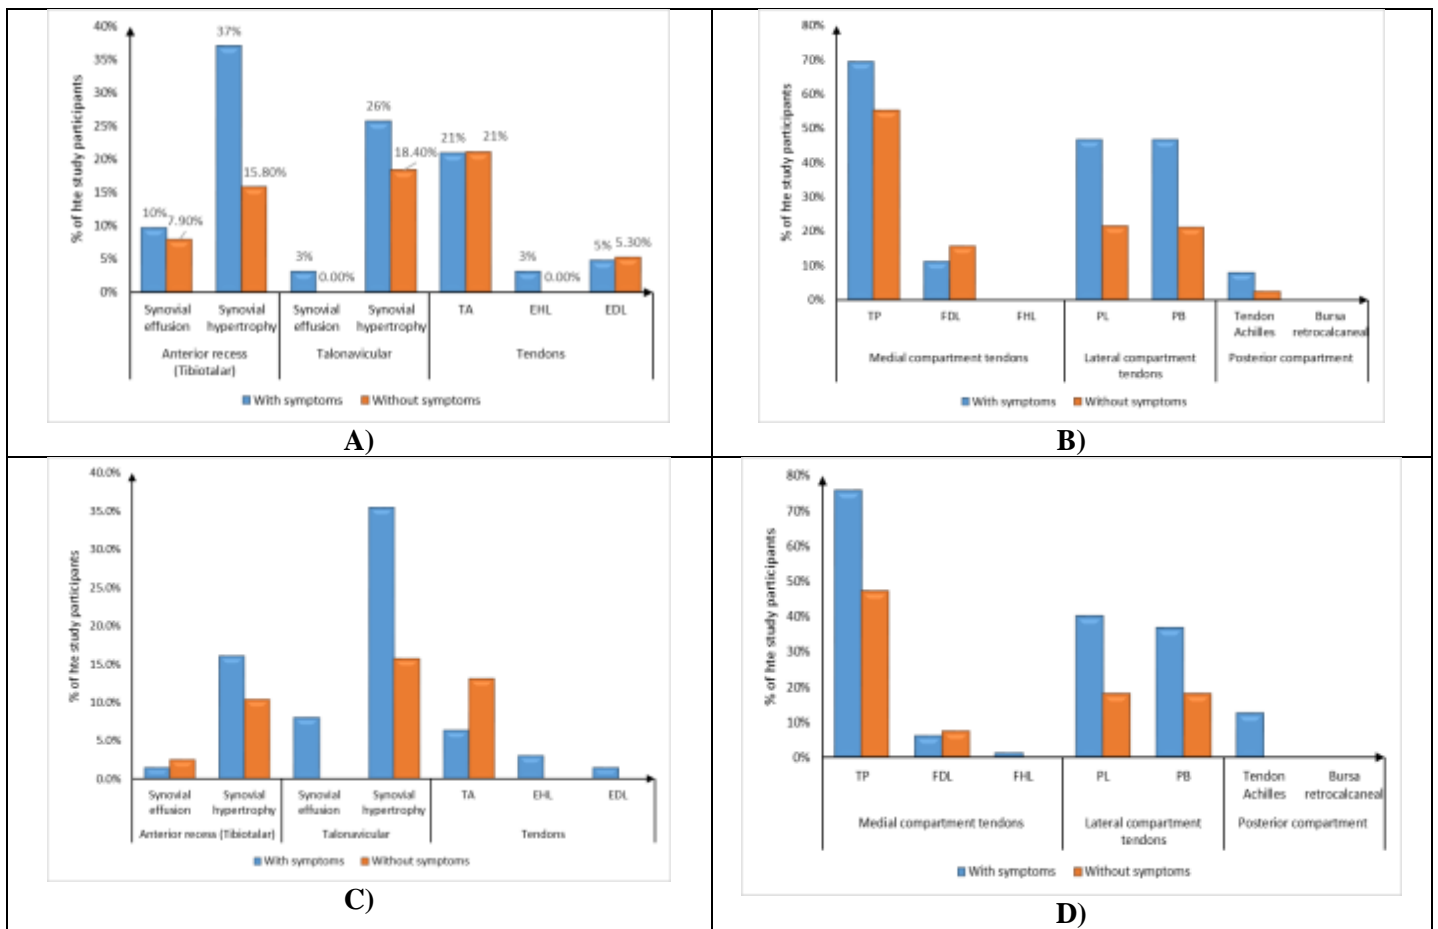 40%
35%
30%
25%
20%
15%
10%
5%
0%
% of hte study participants
10%
7.90%
37%
15.80%
3%
0.00%
26%
18.40%
21%
21%
3%
0.00%
5%
5.30%
Synovial effusion
Synovial hypertrophy
Synovial effusion
Synovial hypertrophy
TA
EHL
EDL
Anterior recess (Tibiotalar)
Talonavicular
Tendons
With symptoms
Without symptoms
A)
80%
70%
60%
50%
40%
30%
20%
10%
0%
% of hte study participants
TP
FDL
FHL
PL
PB
Tendon Achilles
Bursa retrocalcaneal
Medial compartment tendons
Lateral compartment tendons
Posterior compartment
With symptoms
Without symptoms
B)
40.0%
35.0%
30.0%
25.0%
20.0%
15.0%
10.0%
5.0%
0.0%
% of hte study participants
Synovial effusion
Synovial hypertrophy
Synovial effusion
Synovial hypertrophy
TA
EHL
EDL
Anterior recess (Tibiotalar)
Talonavicular
Tendons
With symptoms
Without symptoms
C)
80%
70%
60%
50%
40%
30%
20%
10%
0%
% of hte study participants
TP
FDL
FHL
PL
PB
Tendon Achilles
Bursa retrocalcaneal
Medial compartment tendons
Lateral compartment tendons
Posterior compartment
With symptoms
Without symptoms
D)